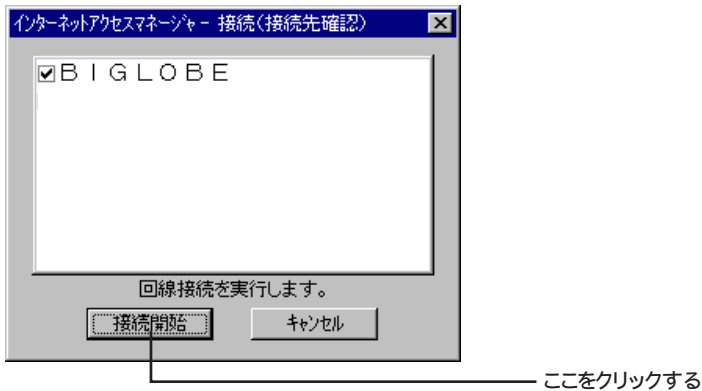 インターネットアクセスマネージャ - 接続(接続先確認)
ＢＩＧＬＯＢＥ
回線接続を実行します。
接続開始 キャンセル
ここをクリックする